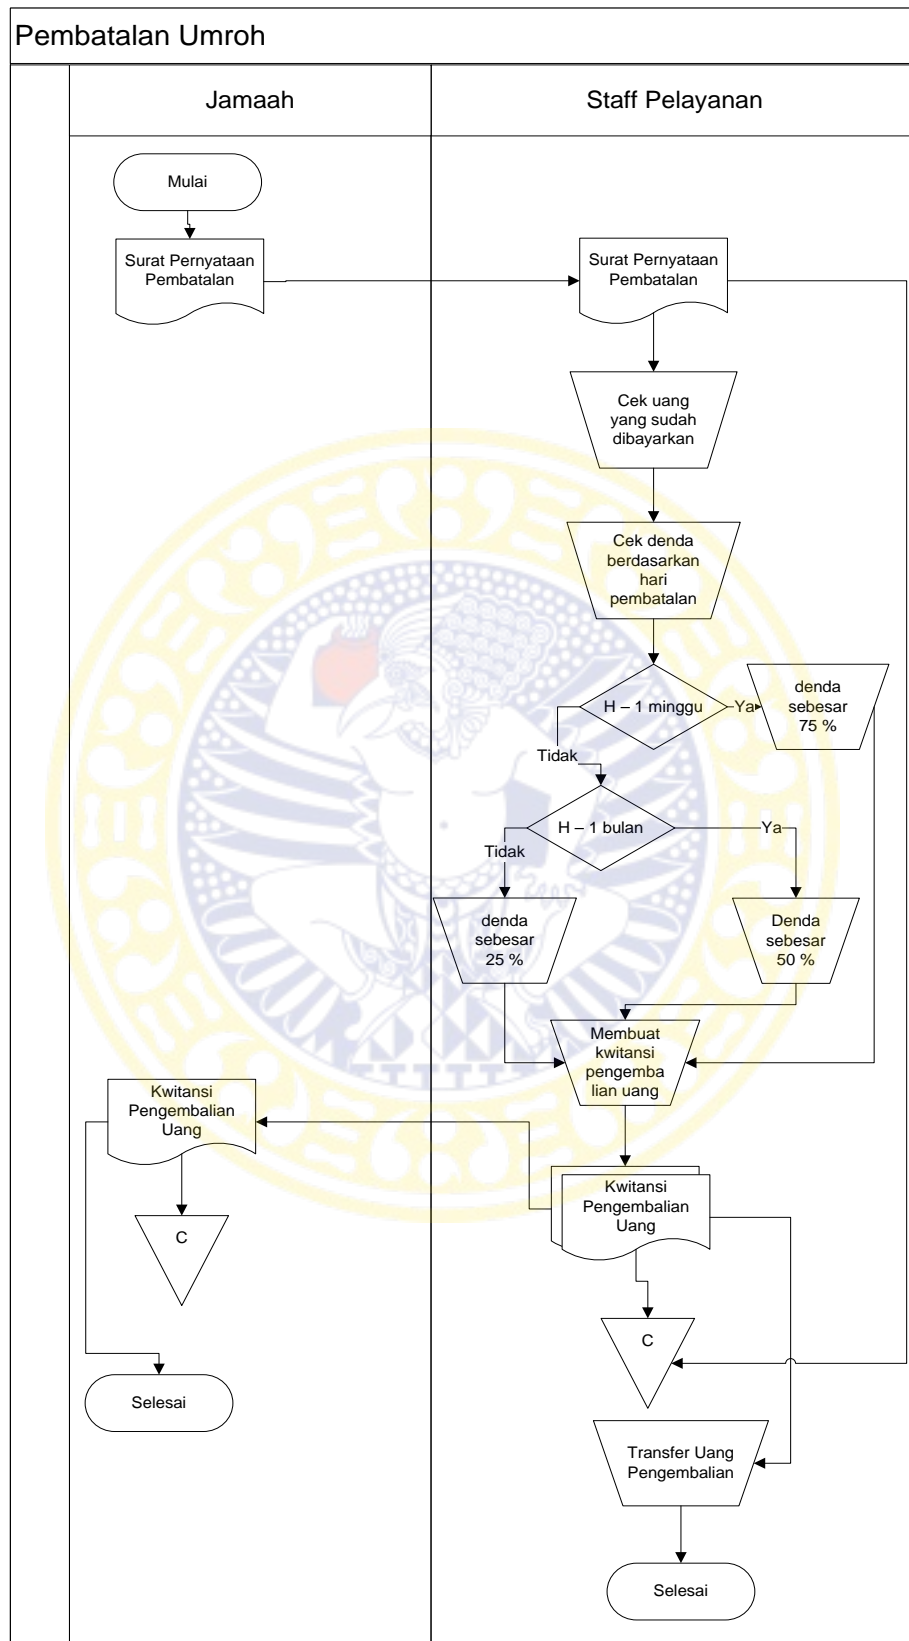 Pembatalan Umroh
Jamaah
Staff Pelayanan
Mulai
Surat Pernyataan
Pembatalan
Surat Pernyataan
Pembatalan
Cek uang
yang sudah
dibayarkan
Cek denda
berdasarkan
hari
pembatalan
H – 1 minggu
Ya
denda
sebesar
75 %
Tidak
H – 1 bulan
Ya
Tidak
denda
sebesar
25 %
Denda
sebesar
50 %
Membuat
kwitansi
pengemba
lian uang
Kwitansi
Pengembalian
Uang
Kwitansi
Pengembalian
Uang
C
C
Selesai
Transfer Uang
Pengembalian
Selesai